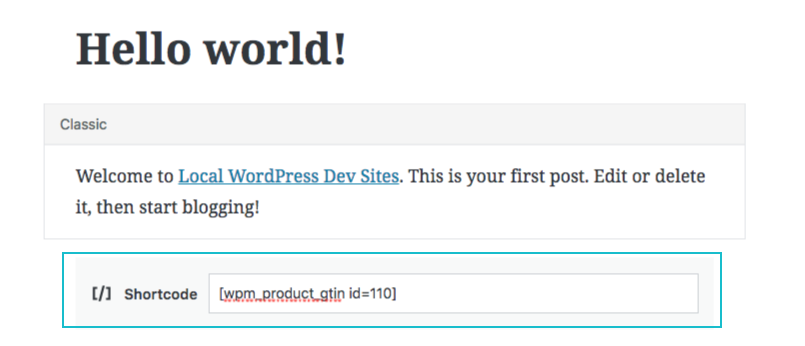 Hello world!
Classic
Welcome to Local WordPress Dev Sites. This is your first post. Edit or delete
it, then start blogging!
[/] Shortcode [wpm_product_gtin id=110]